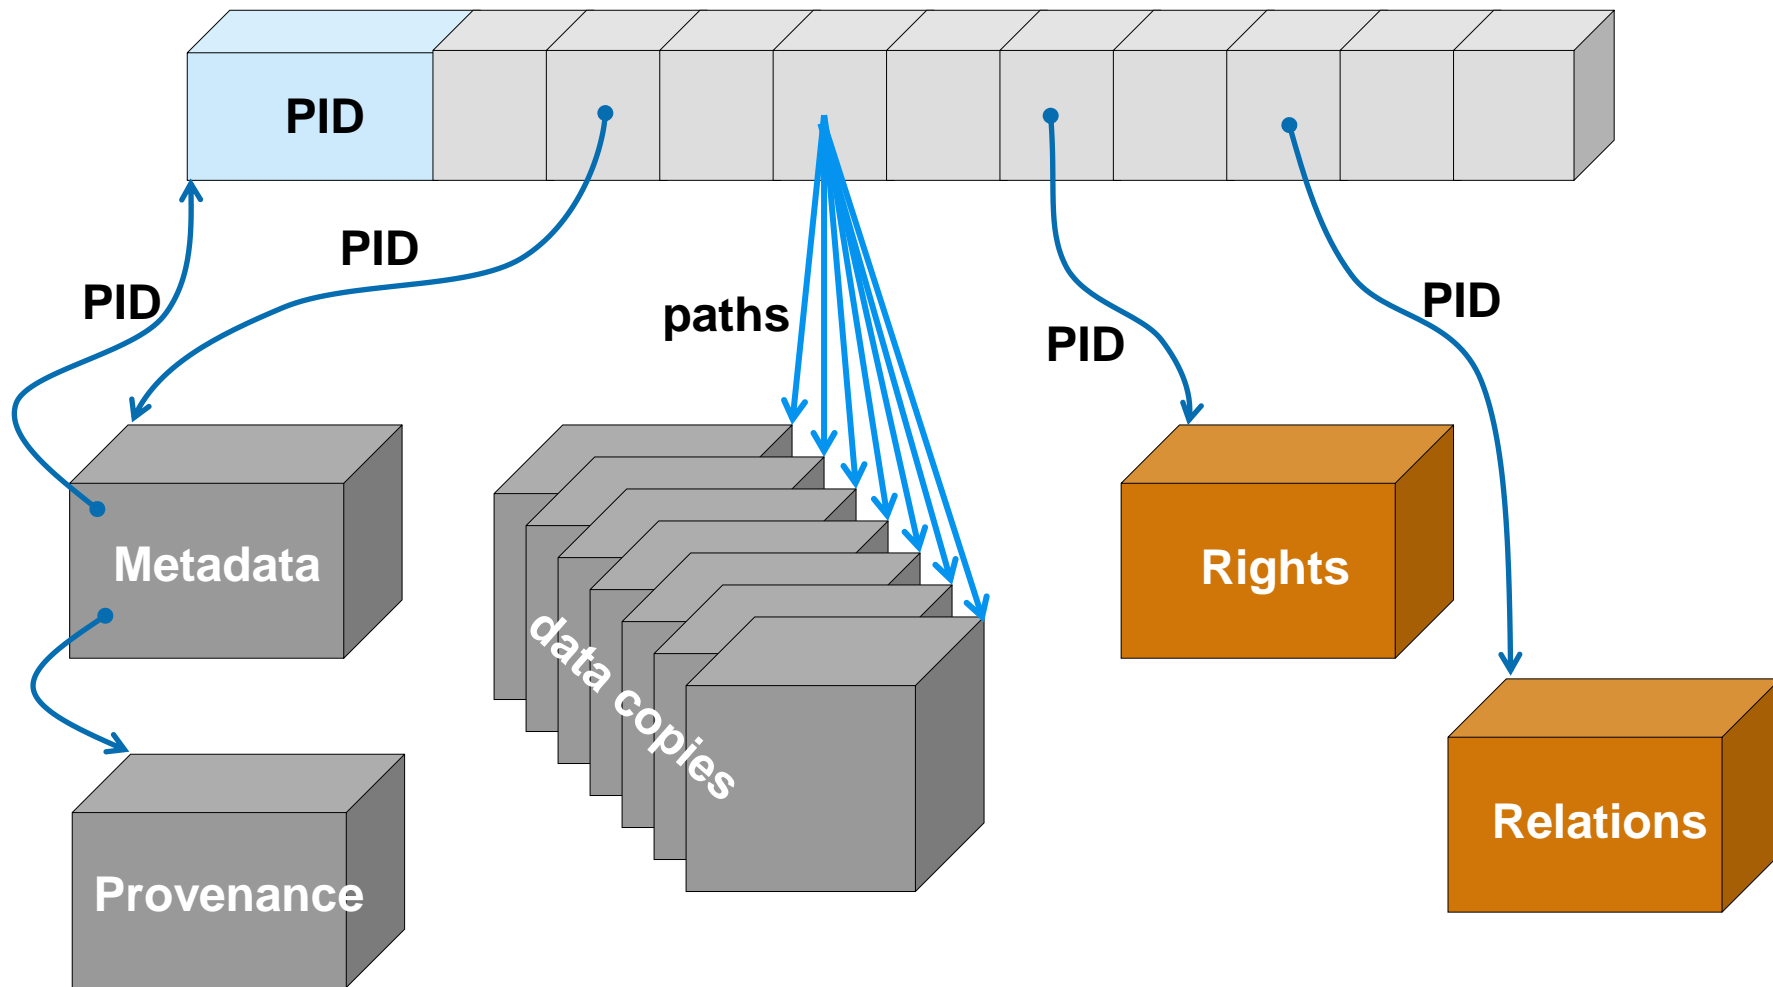 PID
PID
PID
paths
PID
PID
Metadata
data copies
Rights
Relations
Provenance